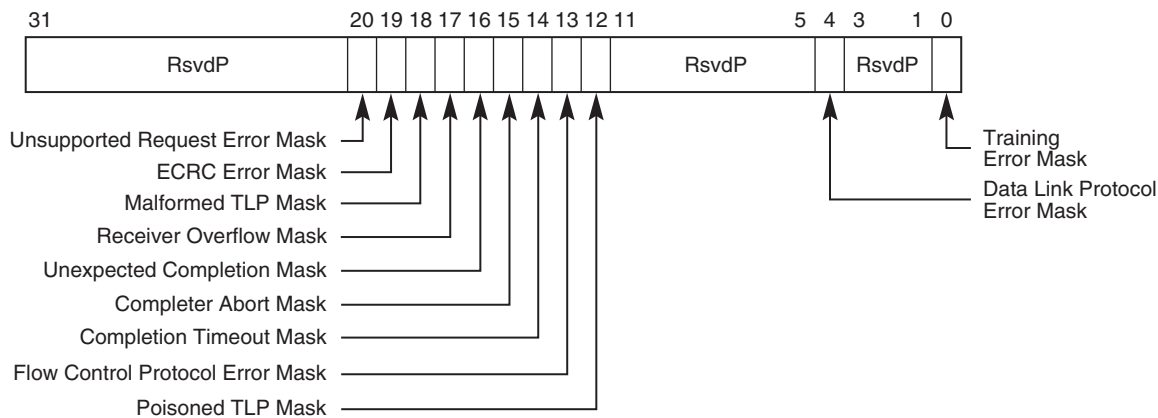 31 20 19 18 17 16 15 14 13 12 11 5 4 3 1 0
RsvdP RsvdP RsvdP
Unsupported Request Error Mask
ECRC Error Mask
Malformed TLP Mask
Receiver Overflow Mask
Unexpected Completion Mask
Completer Abort Mask
Completion Timeout Mask
Flow Control Protocol Error Mask
Poisoned TLP Mask
Training
Error Mask
Data Link Protocol
Error Mask